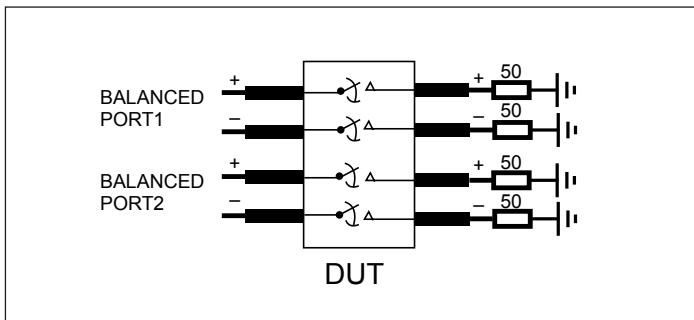 BALANCED
PORT1
+
−
+ 50
− 50
BALANCED
PORT2
+
−
+ 50
− 50
DUT